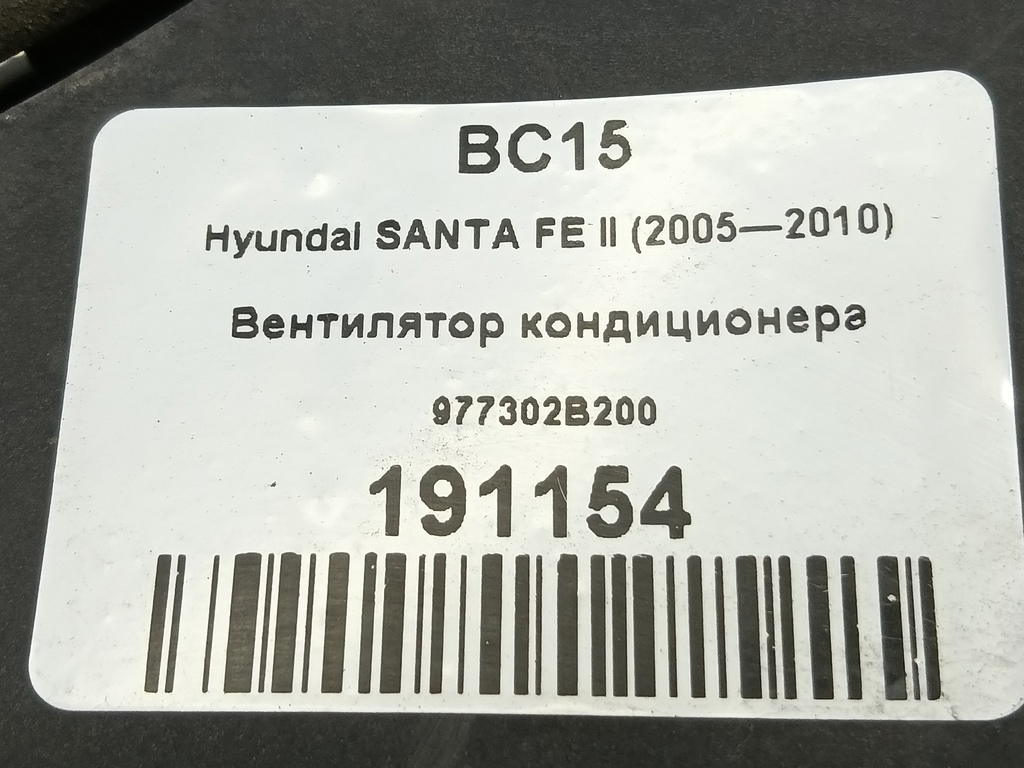 BC15
Hyundai SANTA FE II (2005—2010)
Вентилятор кондиционера
977302B200
191154